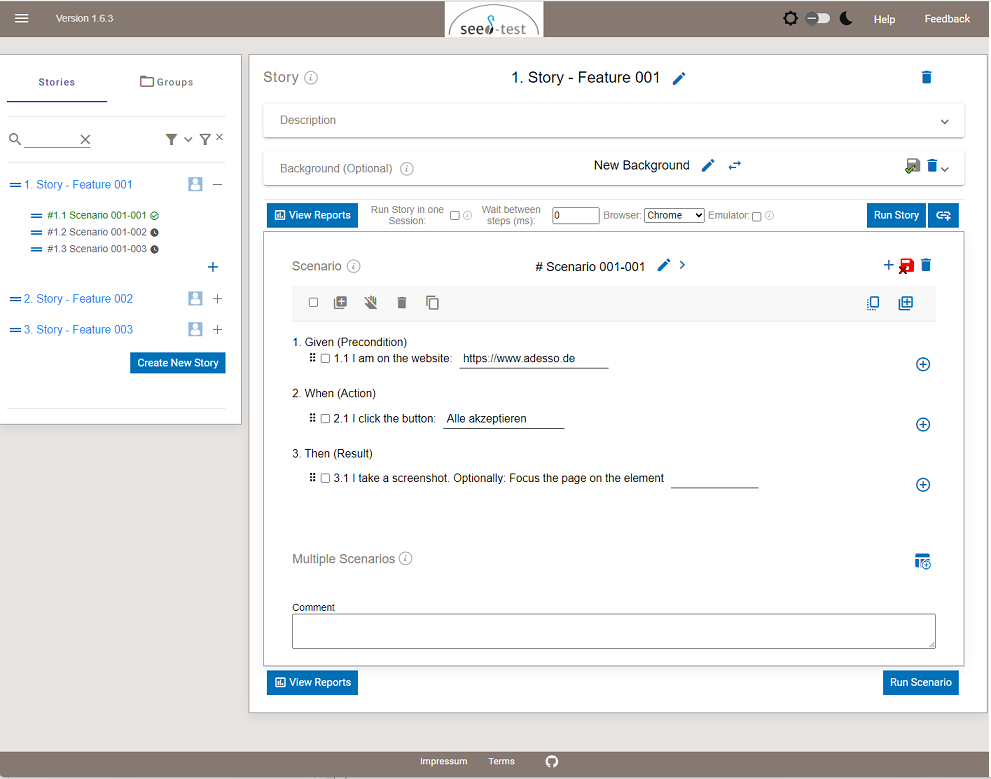 Version 1.6.3
seed-test
Help
Feedback
Stories
Groups
1. Story - Feature 001
#1.1 Scenario 001-001
#1.2 Scenario 001-002
#1.3 Scenario 001-003
2. Story - Feature 002
3. Story - Feature 003
Create New Story
Story
1. Story - Feature 001
Description
Background (Optional)
New Background
View Reports
Run Story in one
Session:
Wait between
steps (ms):
0
Browser:
Chrome
Emulator:
Run Story
Scenario
# Scenario 001-001
1. Given (Precondition)
1.1 I am on the website: https://www.adesso.de
2. When (Action)
2.1 I click the button: Alle akzeptieren
3. Then (Result)
3.1 I take a screenshot. Optionally: Focus the page on the element
Multiple Scenarios
Comment
View Reports
Run Scenario
Impressum
Terms